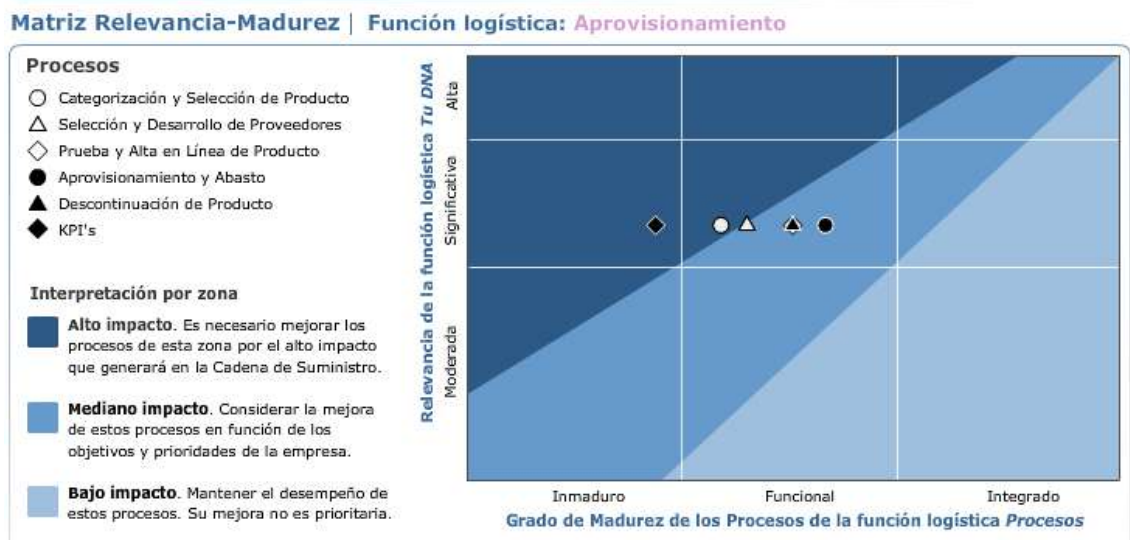 Matriz Relevancia-Madurez | Función logística: Aprovisionamiento
Procesos
Categorización y Selección de Producto
Selección y Desarrollo de Proveedores
Prueba y Alta en Línea de Producto
Aprovisionamiento y Abasto
Descontinuación de Producto
KPI's
Interpretación por zona
Alto impacto. Es necesario mejorar los
procesos de esta zona por el alto impacto
que generará en la Cadena de Suministro.
Mediano impacto. Considerar la mejora
de estos procesos en función de los
objetivos y prioridades de la empresa.
Bajo impacto. Mantener el desempeño de
estos procesos. Su mejora no es prioritaria.
Relevancia de la función logística Tu DNA
Alta
Significativa
Moderada
Inmaduro
Funcional
Integrado
Grado de Madurez de los Procesos de la función logística Procesos